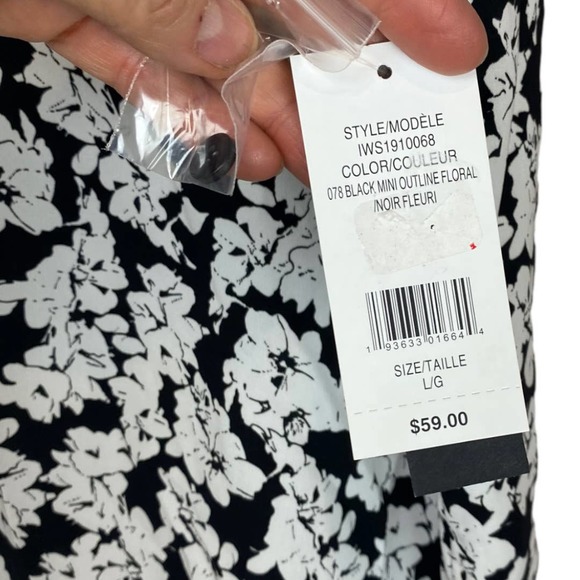 STYLE/MODÈLE
IWS1910068
COLOR/COULEUR
078 BLACK MINI OUTLINE FLORAL
/NOIR FLEURI
1 93633 01664 4
SIZE/TAILLE
L/G
$59.00